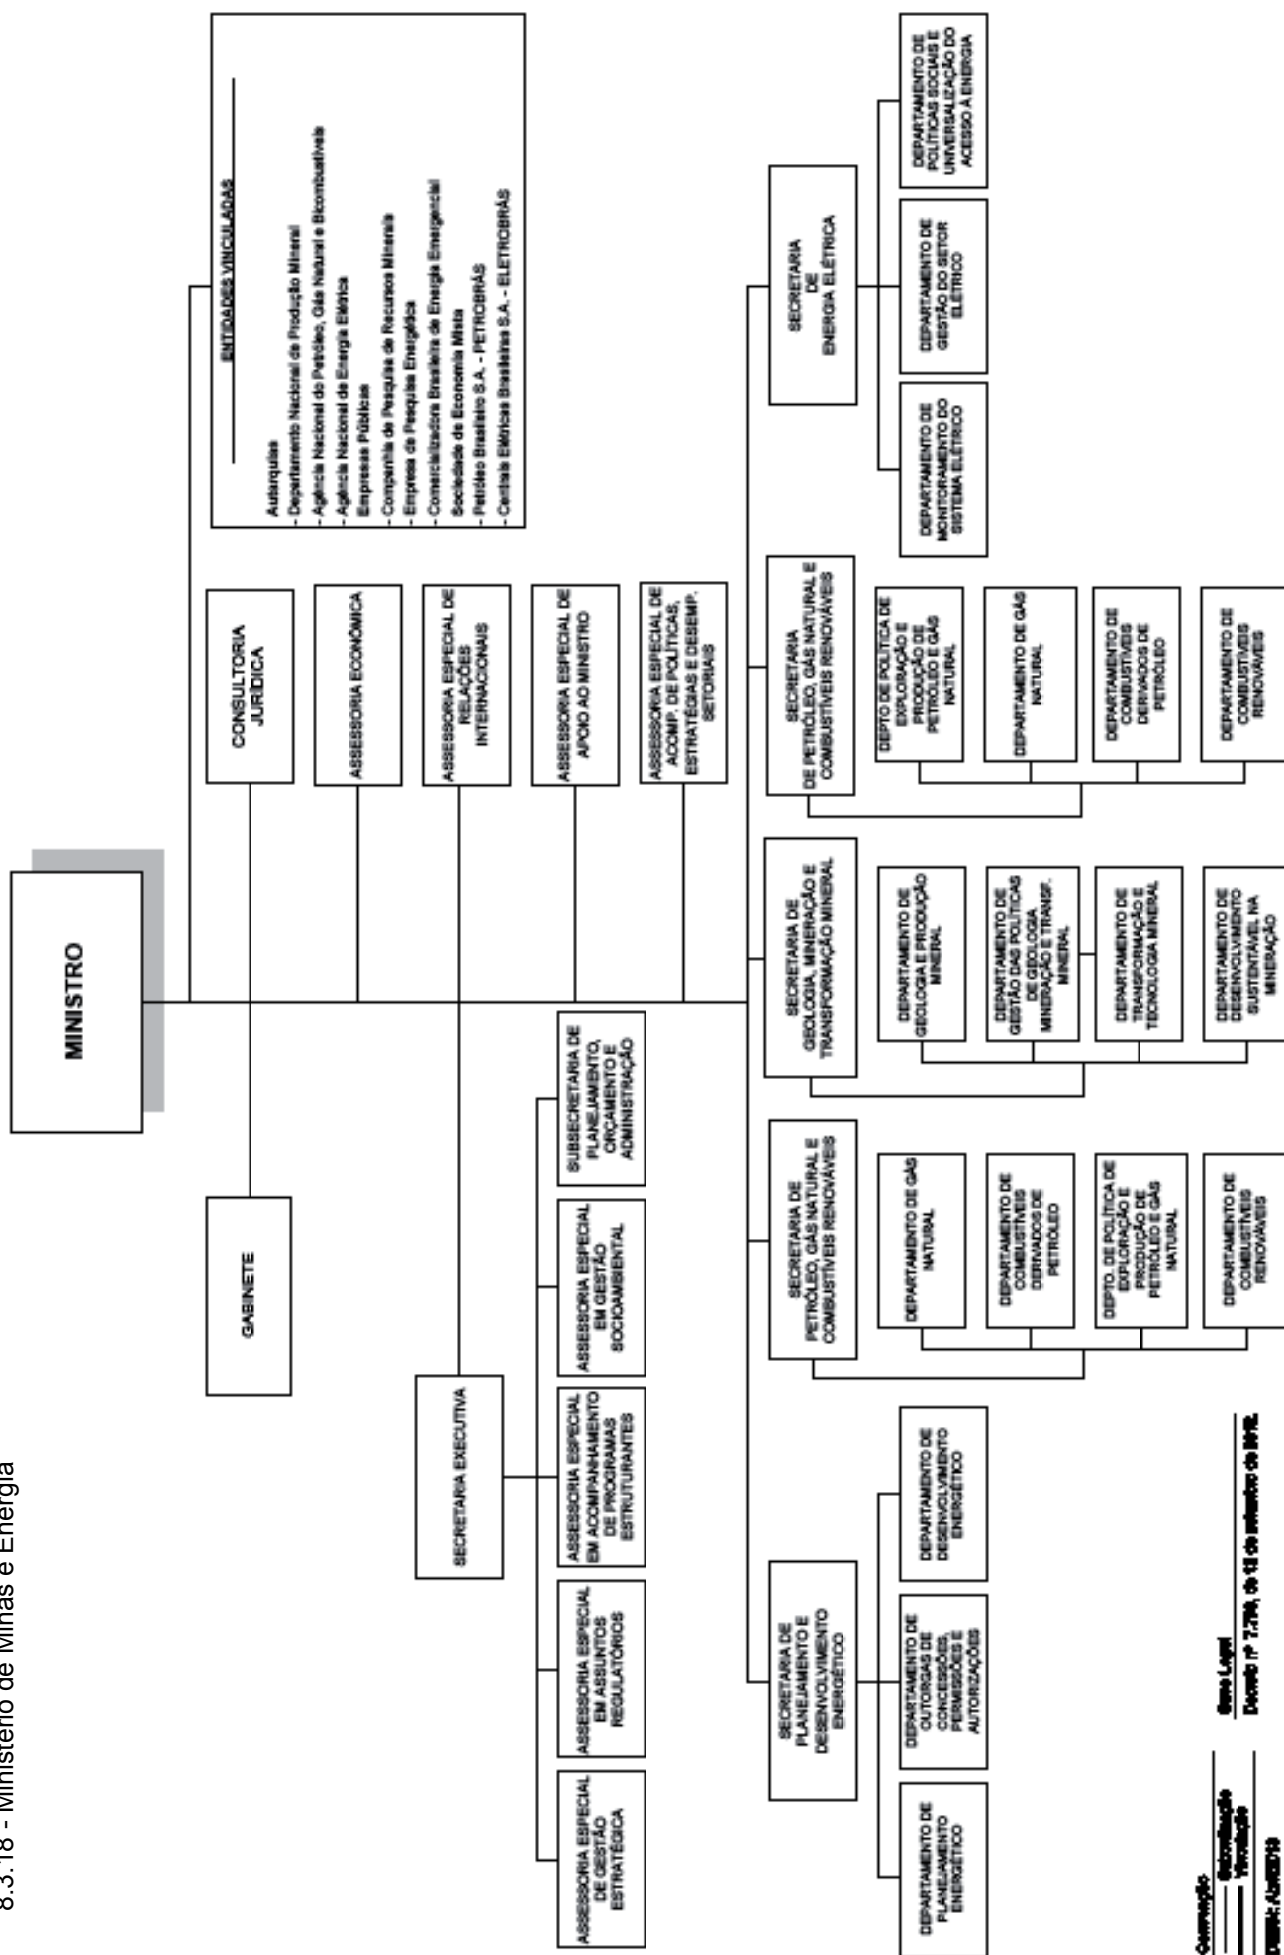 8.3.18 - Ministério de Minas e Energia
MINISTRO
GABINETE
CONSULTORIA
JURÍDICA
ENTIDADES VINCULADAS
Autarquias
- Departamento Nacional de Produção Mineral
- Agência Nacional do Petróleo, Gás Natural e Bicombustíveis
- Agência Nacional de Energia Elétrica
Empresas Públicas
- Companhia de Pesquisa de Recursos Minerais
- Empresa de Pesquisa Energética
- Comercializadora Brasileira de Energia Emergencial
Sociedade de Economia Mista
- Petróleo Brasileiro S.A. - PETROBRÁS
- Centrais Elétricas Brasileiras S.A. - ELETROBRÁS
ASSESSORIA ECONÔMICA
SECRETARIA EXECUTIVA
ASSESSORIA ESPECIAL DE
RELAÇÕES
INTERNACIONAIS
ASSESSORIA ESPECIAL DE
APOIO AO MINISTRO
ASSESSORIA ESPECIAL DE
ACOMP. DE POLÍTICAS,
ESTRATÉGIAS E DESEMP.
SETORIAIS
ASSESSORIA ESPECIAL
DE GESTÃO
ESTRATÉGICA
ASSESSORIA ESPECIAL
EM ASSUNTOS
REGULATÓRIOS
ASSESSORIA ESPECIAL
EM ACOMPANHAMENTO
DE PROGRAMAS
ESTRUTURANTES
ASSESSORIA ESPECIAL
EM GESTÃO
SOCIOAMBIENTAL
SUBSECRETARIA DE
PLANEJAMENTO,
ORÇAMENTO E
ADMINISTRAÇÃO
SECRETARIA DE
PLANEJAMENTO E
DESENVOLVIMENTO
ENERGÉTICO
DEPARTAMENTO DE
PLANEJAMENTO
ENERGÉTICO
DEPARTAMENTO DE
OUTORGAS DE
CONCESSÕES,
PERMISSÕES E
AUTORIZAÇÕES
DEPARTAMENTO DE
DESENVOLVIMENTO
ENERGÉTICO
SECRETARIA DE
PETRÓLEO, GÁS NATURAL E
COMBUSTÍVEIS RENOVÁVEIS
DEPARTAMENTO DE GÁS
NATURAL
DEPARTAMENTO DE
COMBUSTÍVEIS
DERIVADOS DE
PETRÓLEO
DEPTO. DE POLÍTICA DE
EXPLORAÇÃO E
PRODUÇÃO DE
PETRÓLEO E GÁS
NATURAL
DEPARTAMENTO DE
COMBUSTÍVEIS
RENOVÁVEIS
SECRETARIA DE
GEOLOGIA, MINERAÇÃO E
TRANSFORMAÇÃO MINERAL
DEPARTAMENTO DE
GEOLOGIA E PRODUÇÃO
MINERAL
DEPARTAMENTO DE
GESTÃO DAS POLÍTICAS
DE GEOLOGIA
MINERAÇÃO E TRANSF.
MINERAL
DEPARTAMENTO DE
TRANSFORMAÇÃO E
TECNOLOGIA MINERAL
DEPARTAMENTO DE
DESENVOLVIMENTO
SUSTENTÁVEL NA
MINERAÇÃO
SECRETARIA
DE PETRÓLEO, GÁS NATURAL E
COMBUSTÍVEIS RENOVÁVEIS
DEPTO DE POLÍTICA DE
EXPLORAÇÃO E
PRODUÇÃO DE
PETRÓLEO E GÁS
NATURAL
DEPARTAMENTO DE GÁS
NATURAL
DEPARTAMENTO DE
COMBUSTÍVEIS
DERIVADOS DE
PETRÓLEO
DEPARTAMENTO DE
COMBUSTÍVEIS
RENOVÁVEIS
SECRETARIA
DE
ENERGIA ELÉTRICA
DEPARTAMENTO DE
MONITORAMENTO DO
SISTEMA ELÉTRICO
DEPARTAMENTO DE
GESTÃO DO SETOR
ELÉTRICO
DEPARTAMENTO DE
POLÍTICAS SOCIAIS E
UNIVERSALIZAÇÃO DO
ACESSO À ENERGIA
Convenção
Subordinação
Vinculação
Base Legal
Decreto nº de setembro de 2012.